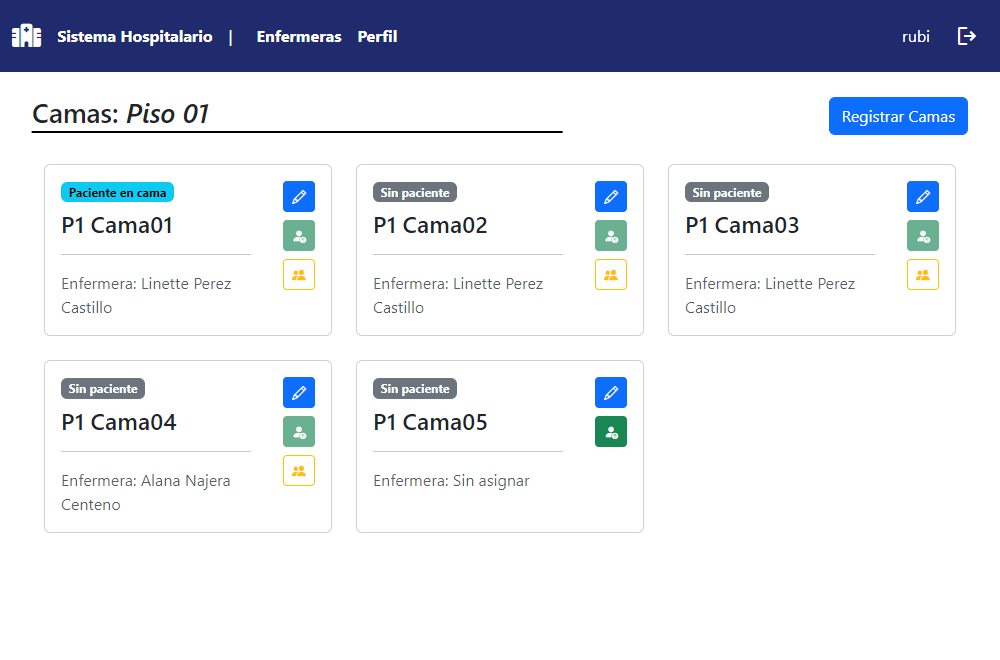 Sistema Hospitalario | Enfermeras Perfil rubi
Camas: Piso 01
Registrar Camas
Paciente en cama
P1 Cama01
Enfermera: Linette Perez
Castillo
Sin paciente
P1 Cama02
Enfermera: Linette Perez
Castillo
Sin paciente
P1 Cama03
Enfermera: Linette Perez
Castillo
Sin paciente
P1 Cama04
Enfermera: Alana Najera
Centeno
Sin paciente
P1 Cama05
Enfermera: Sin asignar